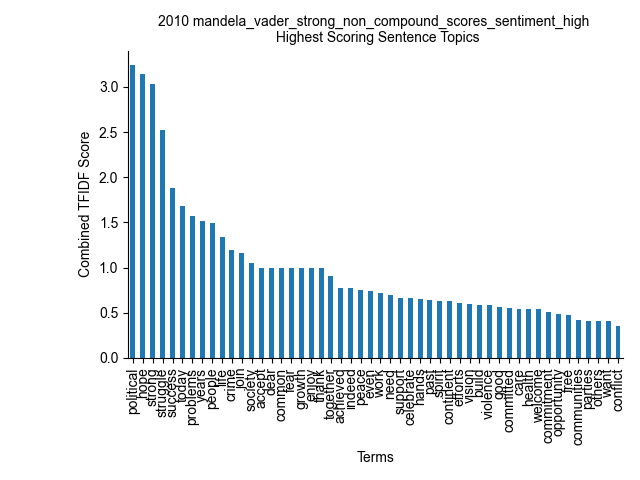 2010 mandela_vader_strong_non_compound_scores_sentiment_high
Highest Scoring Sentence Topics
Combined TFIDF Score
3.0
2.5
2.0
1.5
1.0
0.5
0.0
political
hope
strong
struggle
success
today
problems
years
people
life
crime
join
society
accept
dear
common
fear
growth
enjoy
thank
together
achieved
indeed
peace
even
work
need
support
celebrate
hands
past
spirit
continent
efforts
vision
build
violence
good
committed
care
health
welcome
commitment
opportunity
free
communities
parties
others
want
conflict
Terms